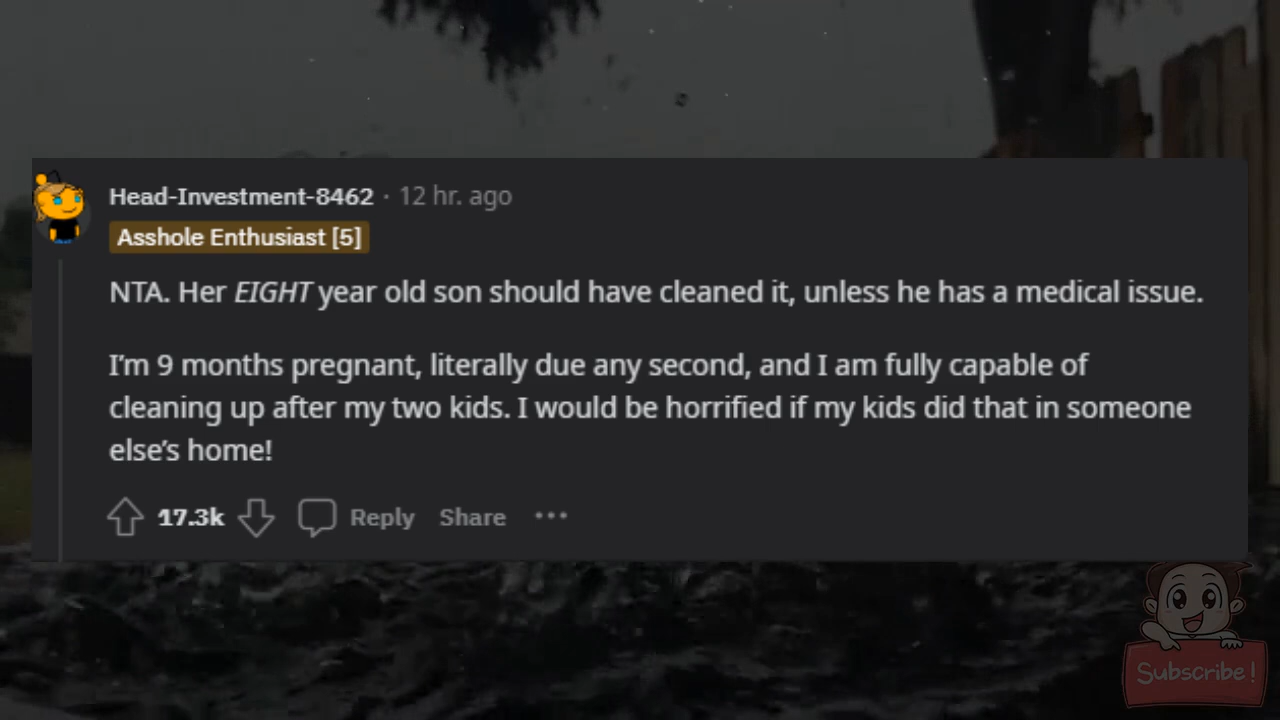 Head-Investment-8462 · 12 hr. ago
Asshole Enthusiast [5]
NTA. Her EIGHT year old son should have cleaned it, unless he has a medical issue.
I'm 9 months pregnant, literally due any second, and I am fully capable of
cleaning up after my two kids. I would be horrified if my kids did that in someone
else's home!
17.3k Reply Share ···
Subscribe!